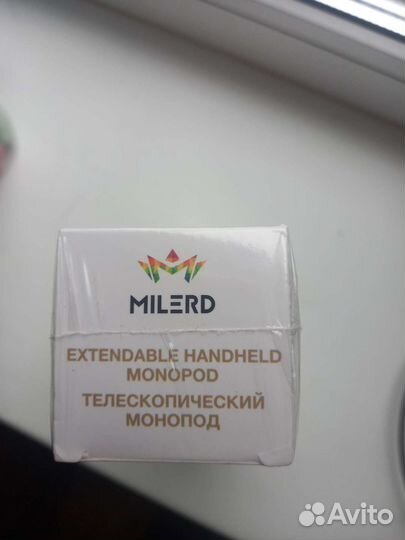 MILERD
EXTENDABLE HANDHELD
MONOPOD
ТЕЛЕСКОПИЧЕСКИЙ
МОНОПОД
Avito